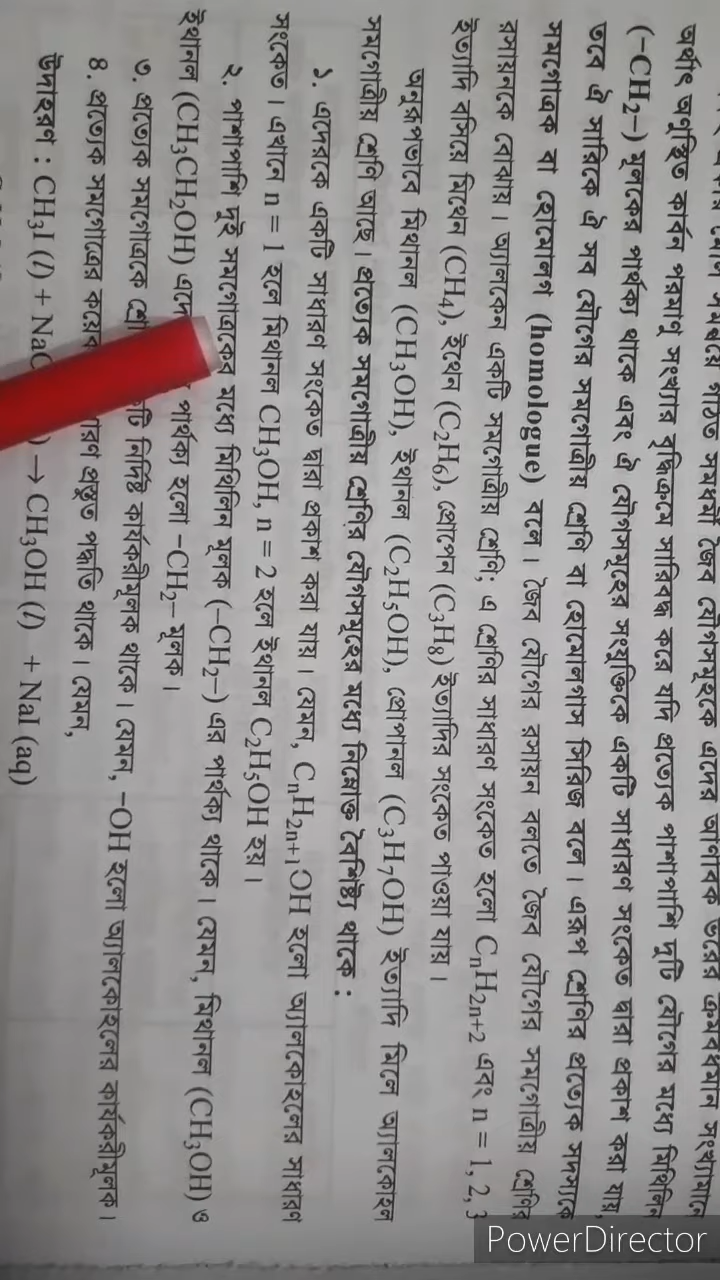 অর্থাৎ অণুস্থিত কার্বন পরমাণু সংখ্যার বৃদ্ধিক্রমে সারিবদ্ধ করে যদি প্রত্যেক পাশাপাশি দুটি যৌগের মধ্যে মিথিলিন
(-CH₂–) মূলকের পার্থক্য থাকে এবং ঐ যৌগসমূহের সংযুক্তিকে একটি সাধারণ সংকেত দ্বারা প্রকাশ করা যায়,
তবে ঐ সারিকে ঐ সব যৌগের সমগোত্রীয় শ্রেণি বা হোমোলগাস সিরিজ বলে। এরূপ শ্রেণির প্রত্যেক সদস্যকে
সমগোত্রক বা হোমোলগ (homologue) বলে। জৈব যৌগের রসায়ন বলতে জৈব যৌগের সমগোত্রীয় শ্রেণির
রসায়নকে বোঝায়। অ্যালকেন একটি সমগোত্রীয় শ্রেণি; এ শ্রেণির সাধারণ সংকেত হলো CₙH₂ₙ₊₂ এবং n = 1, 2, 3
ইত্যাদি বসিয়ে মিথেন (CH₄), ইথেন (C₂H₆), প্রোপেন (C₃H₈) ইত্যাদির সংকেত পাওয়া যায়।
অনুরূপভাবে মিথানল (CH₃OH), ইথানল (C₂H₅OH), প্রোপানল (C₃H₇OH) ইত্যাদি মিলে অ্যালকোহল
সমগোত্রীয় শ্রেণি আছে। প্রত্যেক সমগোত্রীয় শ্রেণির যৌগসমূহের মধ্যে নিম্নোক্ত বৈশিষ্ট্য থাকে :
১. এদেরকে একটি সাধারণ সংকেত দ্বারা প্রকাশ করা যায়। যেমন, CₙH₂ₙ₊₁OH হলো অ্যালকোহলের সাধারণ
সংকেত। এখানে n = 1 হলে মিথানল CH₃OH, n = 2 হলে ইথানল C₂H₅OH হয়।
২. পাশাপাশি দুই সমগোত্রকের মধ্যে মিথিলিন মূলক (–CH₂–) এর পার্থক্য থাকে। যেমন, মিথানল (CH₃OH) ও
ইথানল (CH₃CH₂OH) পার্থক্য হলো -CH₂– মূলক।
৩. প্রত্যেক সমগোত্রকে নির্দিষ্ট কার্যকরীমূলক থাকে। যেমন, -OH হলো অ্যালকোহলের কার্যকরীমূলক।
৪. প্রত্যেক সমগোত্রের প্রস্তুত পদ্ধতি থাকে। যেমন,
উদাহরণ : CH₃I (l) + → CH₃OH (l) + NaI (aq)
PowerDirector